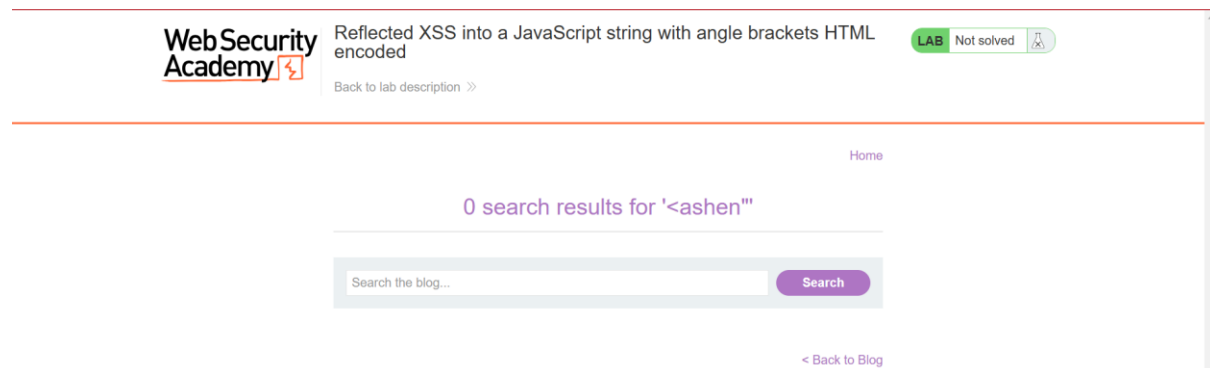 Web Security
Academy
Reflected XSS into a JavaScript string with angle brackets HTML
encoded
Back to lab description
LAB Not solved
Home
0 search results for '<ashen"'
Search the blog...
Search
< Back to Blog